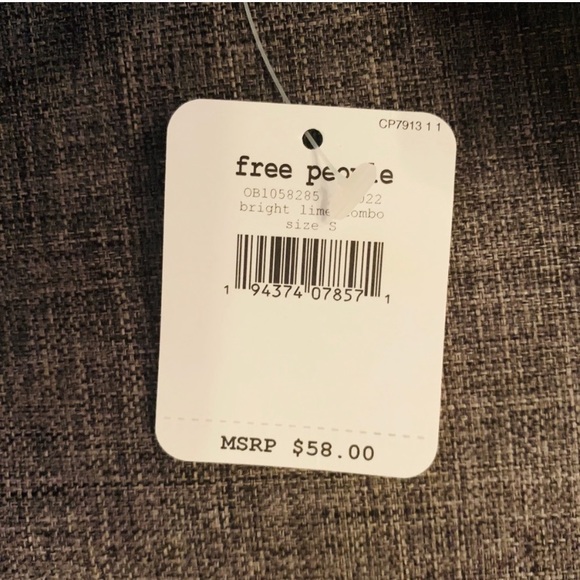 CP7913 1 1
free people
OB1058285
bright lime combo
size S
1 94374 07857 1
MSRP $58.00